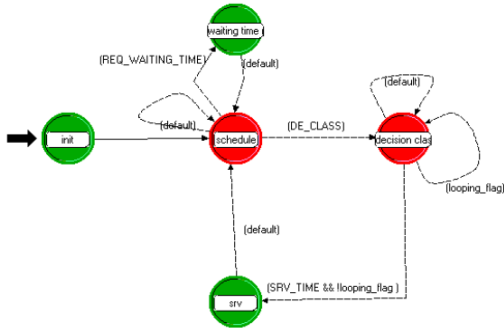 waiting time
(REQ_WAITING_TIME)
(default)
(default)
(default)
init
schedule
(DE_CLASS)
decision clas
(looping_flag)
(default)
(SRV_TIME && !looping_flag )
srv